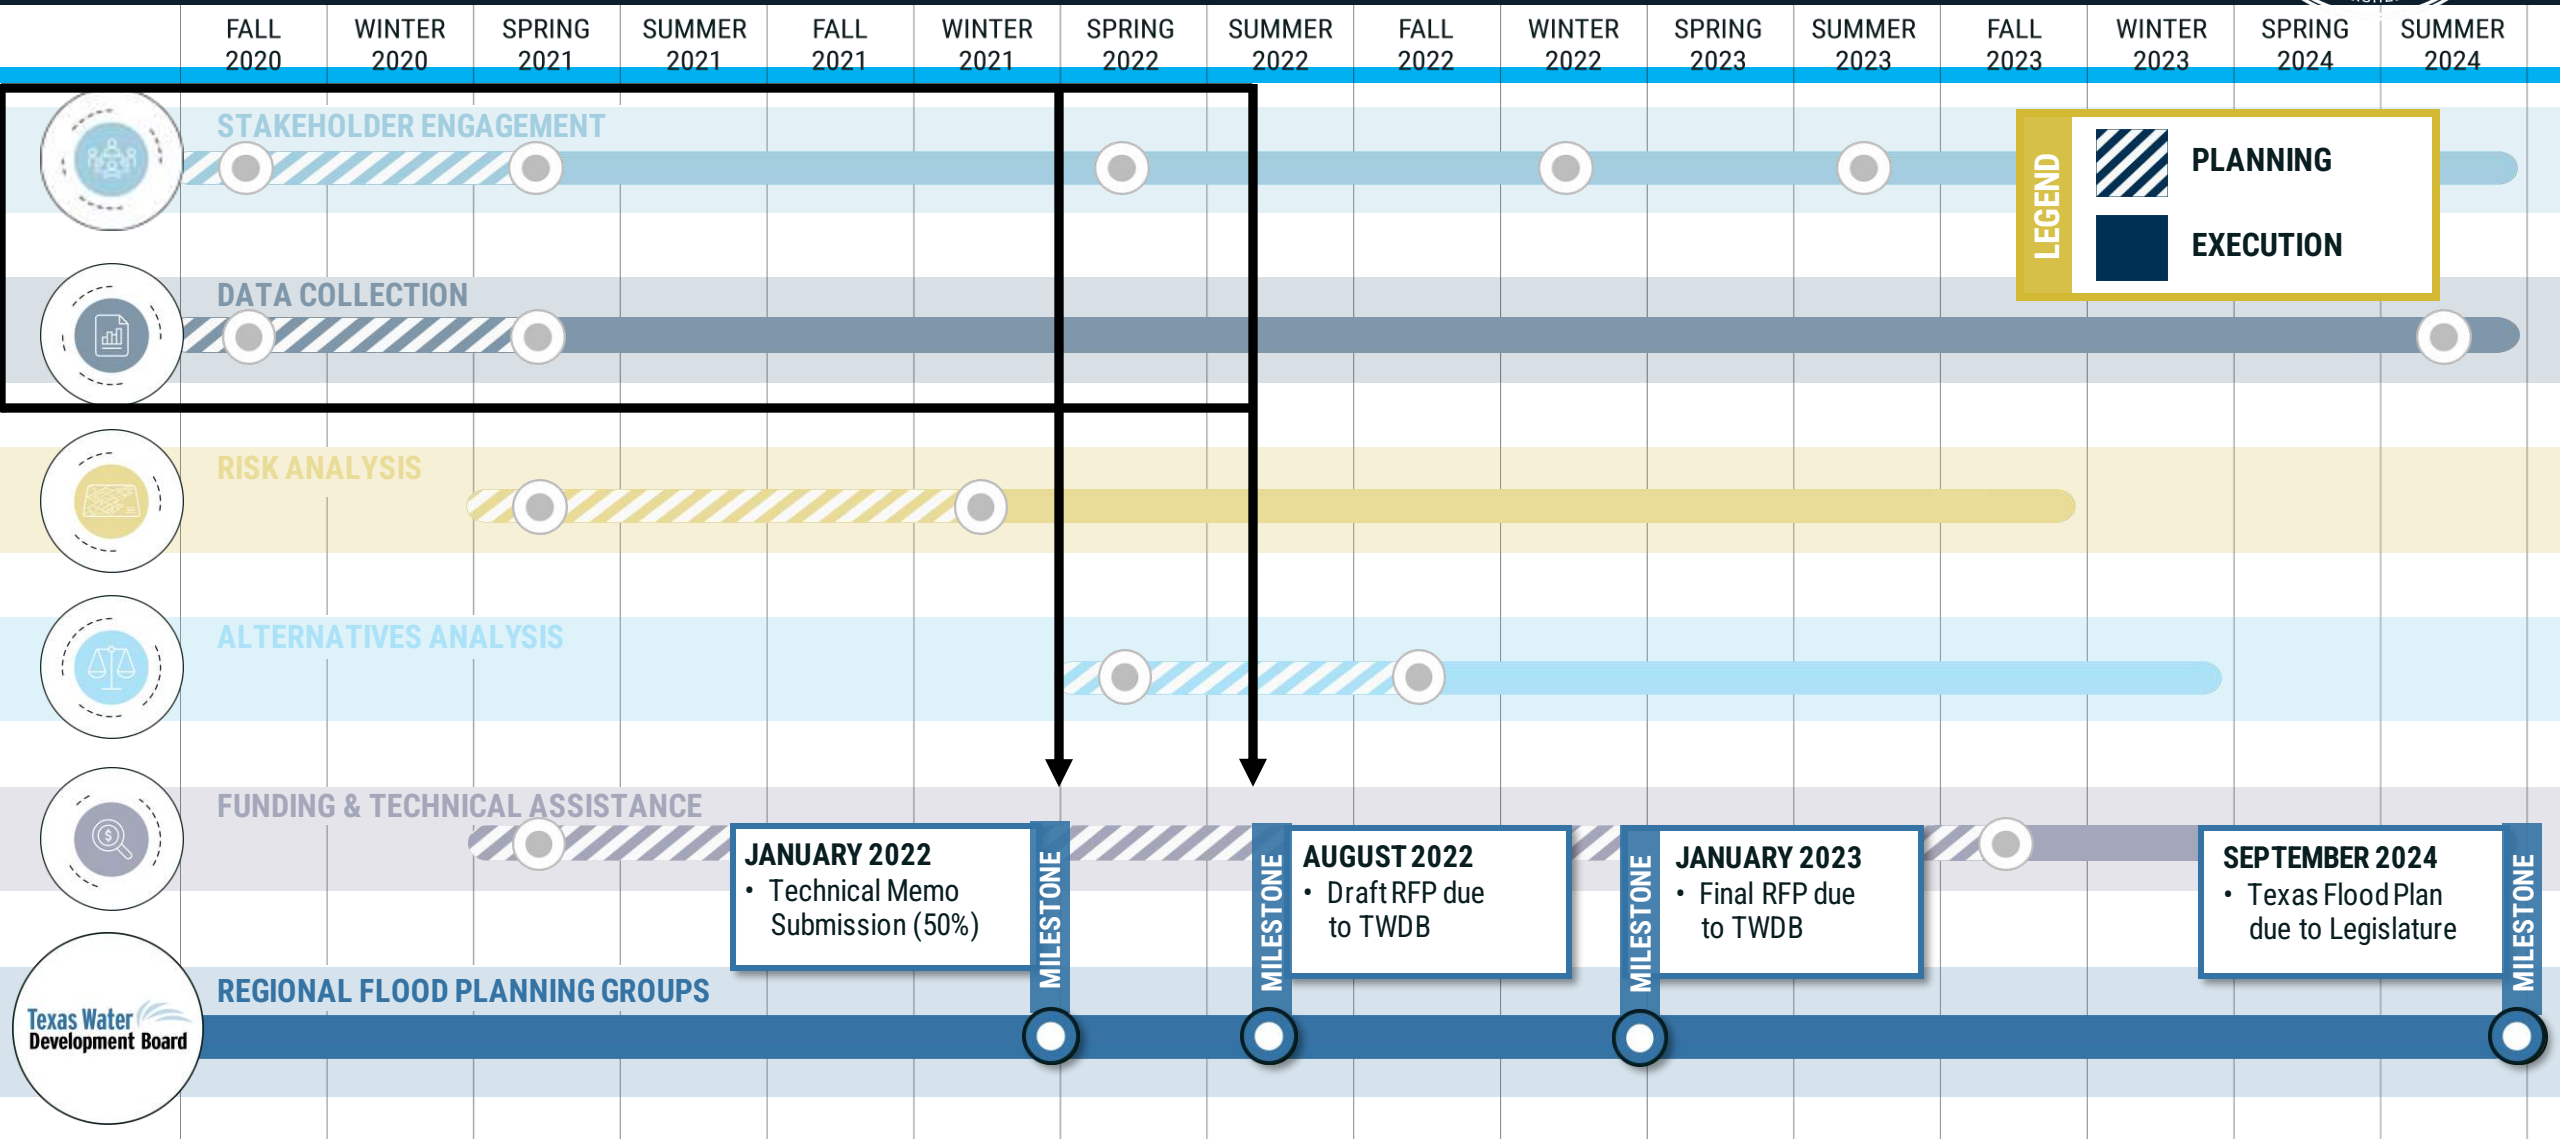 FALL 2020
WINTER 2020
SPRING 2021
SUMMER 2021
FALL 2021
WINTER 2021
SPRING 2022
SUMMER 2022
FALL 2022
WINTER 2022
SPRING 2023
SUMMER 2023
FALL 2023
WINTER 2023
SPRING 2024
SUMMER 2024
STAKEHOLDER ENGAGEMENT
LEGEND
PLANNING
EXECUTION
DATA COLLECTION
RISK ANALYSIS
ALTERNATIVES ANALYSIS
$
FUNDING & TECHNICAL ASSISTANCE
JANUARY 2022
• Technical Memo
Submission (50%)
MILESTONE
AUGUST 2022
• Draft RFP due
to TWDB
MILESTONE
JANUARY 2023
• Final RFP due
to TWDB
MILESTONE
SEPTEMBER 2024
• Texas Flood Plan
due to Legislature
MILESTONE
REGIONAL FLOOD PLANNING GROUPS
Texas Water
Development Board